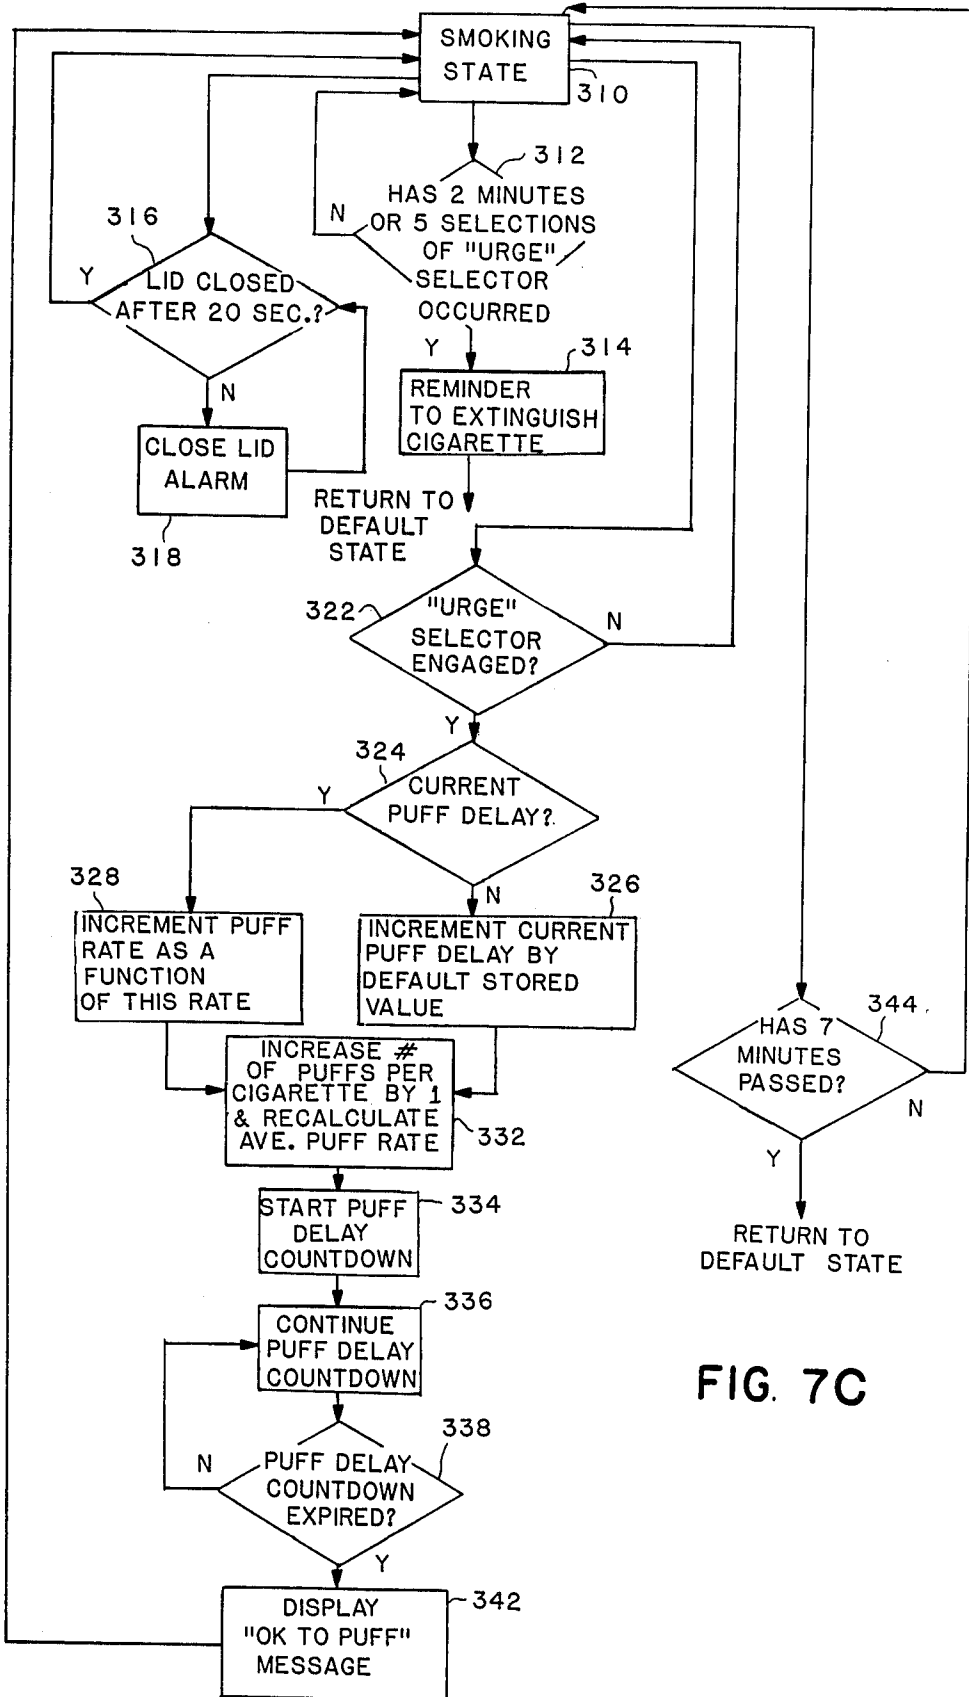 SMOKING
STATE
310
312
HAS 2 MINUTES
OR 5 SELECTIONS
OF "URGE"
SELECTOR
OCCURRED
N
Y
316
LID CLOSED
AFTER 20 SEC.?
Y
N
314
REMINDER
TO EXTINGUISH
CIGARETTE
CLOSE LID
ALARM
318
RETURN TO
DEFAULT
STATE
322
"URGE"
SELECTOR
ENGAGED?
N
Y
324
CURRENT
PUFF DELAY?
Y
N
328
INCREMENT PUFF
RATE AS A
FUNCTION
OF THIS RATE
326
INCREMENT CURRENT
PUFF DELAY BY
DEFAULT STORED
VALUE
344
HAS 7
MINUTES
PASSED?
N
Y
RETURN TO
DEFAULT STATE
INCREASE #
OF PUFFS PER
CIGARETTE BY 1
& RECALCULATE
AVE. PUFF RATE
332
START PUFF
DELAY
COUNTDOWN
334
336
CONTINUE
PUFF DELAY
COUNTDOWN
FIG. 7C
338
PUFF DELAY
COUNTDOWN
EXPIRED?
N
Y
342
DISPLAY
"OK TO PUFF"
MESSAGE